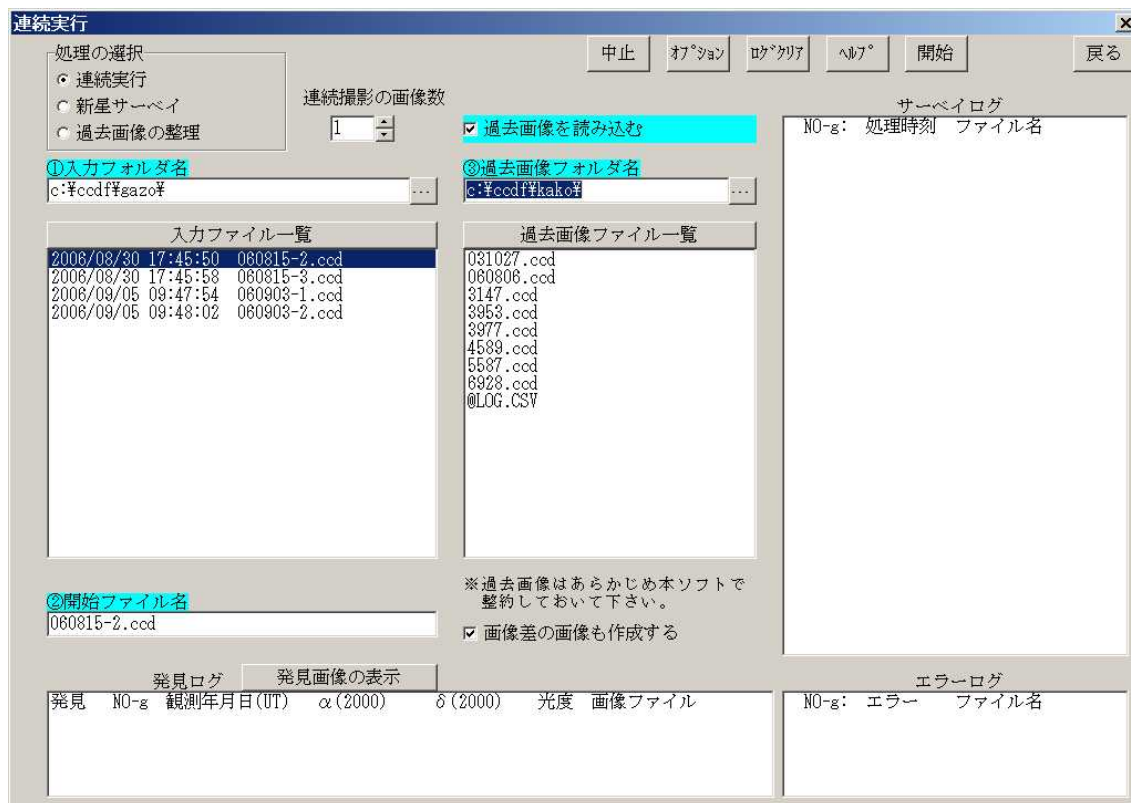 連続実行
処理の選択
連続実行
新星サーベイ
過去画像の整理
連続撮影の画像数
1
中止
ｵﾌﾟｼｮﾝ
ﾛｸﾞｸﾘｱ
ﾍﾙﾌﾟ
開始
戻る
過去画像を読み込む
①入力フォルダ名
c:¥ccdf¥gazo¥
...
③過去画像フォルダ名
c:¥ccdf¥kako¥
...
入力ファイル一覧
2006/08/30 17:45:50 060815-2.ccd
2006/08/30 17:45:58 060815-3.ccd
2006/09/05 09:47:54 060903-1.ccd
2006/09/05 09:48:02 060903-2.ccd
過去画像ファイル一覧
031027.ccd
060806.ccd
3147.ccd
3953.ccd
3977.ccd
4589.ccd
5587.ccd
6928.ccd
@LOG.CSV
サーベイログ
NO-g: 処理時刻 ファイル名
②開始ファイル名
060815-2.ccd
※過去画像はあらかじめ本ソフトで
整約しておいて下さい。
画像差の画像も作成する
発見ログ
発見画像の表示
発見 NO-g 観測年月日(UT) α(2000) δ(2000) 光度 画像ファイル
エラーログ
NO-g: エラー ファイル名